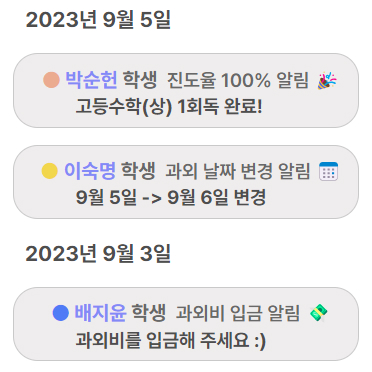 2023년 9월 5일
박순헌 학생 진도율 100% 알림 🎉
고등수학(상) 1회독 완료!
이숙명 학생 과외 날짜 변경 알림
9월 5일 -> 9월 6일 변경
2023년 9월 3일
배지윤 학생 과외비 입금 알림 💸
과외비를 입금해 주세요 :)